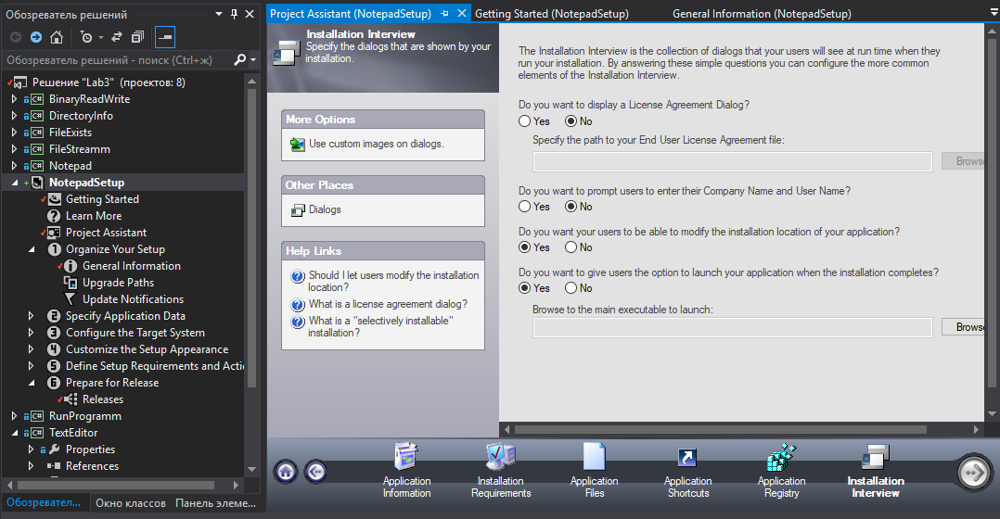 Обозреватель решений
Обозреватель решений - поиск (Ctrl+ж)
Решение "Lab3" (проектов: 8)
BinaryReadWrite
DirectoryInfo
FileExists
FileStreamm
Notepad
NotepadSetup
Getting Started
Learn More
Project Assistant
1 Organize Your Setup
General Information
Upgrade Paths
Update Notifications
2 Specify Application Data
3 Configure the Target System
4 Customize the Setup Appearance
5 Define Setup Requirements and Actio
6 Prepare for Release
Releases
RunProgramm
TextEditor
Properties
References
Обозревател... Окно классов Панель элеме...
Project Assistant (NotepadSetup) Getting Started (NotepadSetup) General Information (NotepadSetup)
Installation Interview
Specify the dialogs that are shown by your
installation.
More Options
Use custom images on dialogs.
Other Places
Dialogs
Help Links
Should I let users modify the installation
location?
What is a license agreement dialog?
What is a "selectively installable"
installation?
The Installation Interview is the collection of dialogs that your users will see at run time when they
run your installation. By answering these simple questions you can configure the more common
elements of the Installation Interview.
Do you want to display a License Agreement Dialog?
Yes No
Specify the path to your End User License Agreement file:
Brows
Do you want to prompt users to enter their Company Name and User Name?
Yes No
Do you want your users to be able to modify the installation location of your application?
Yes No
Do you want to give users the option to launch your application when the installation completes?
Yes No
Browse to the main executable to launch:
Brows
Application
Information
Installation
Requirements
Application
Files
Application
Shortcuts
Application
Registry
Installation
Interview